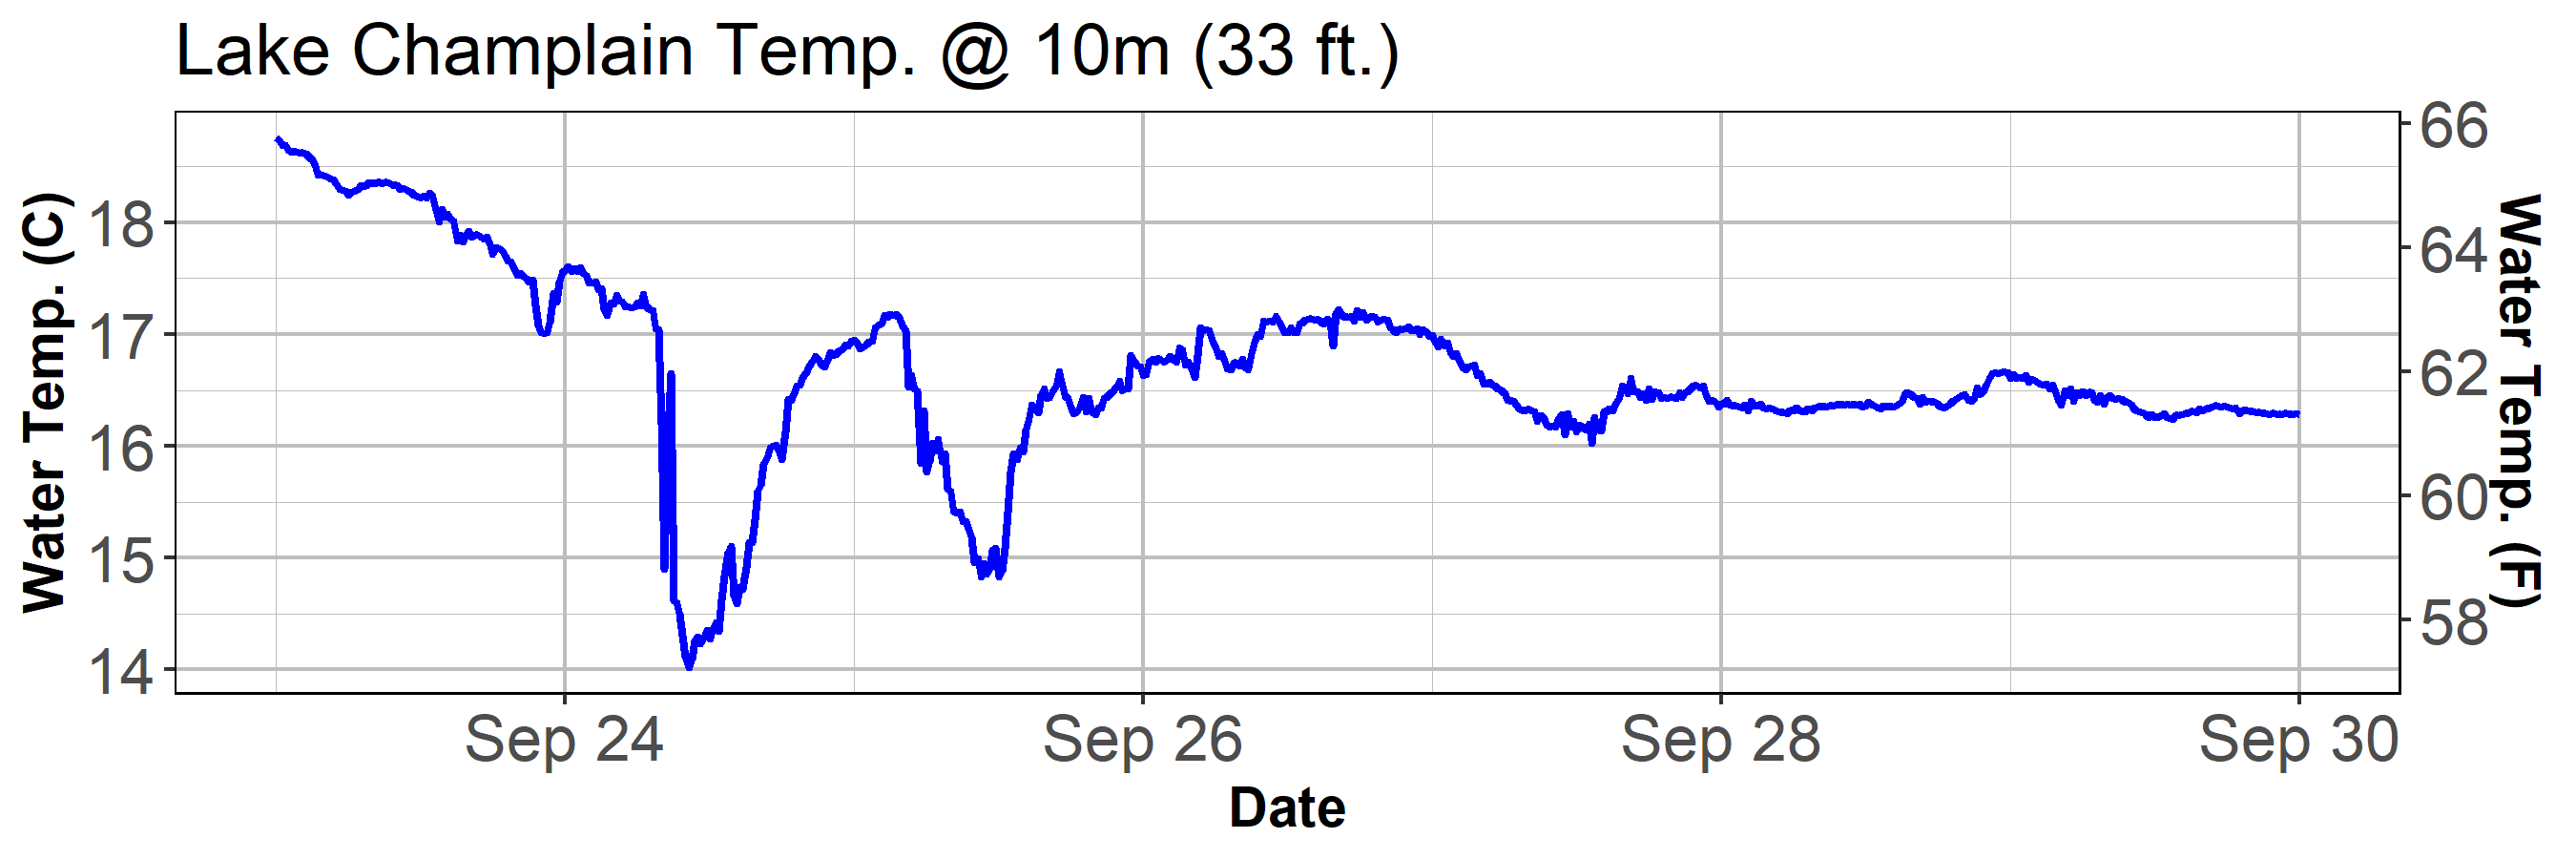 Lake Champlain Temp. @ 10m (33 ft.)
Water Temp. (C)
18
17
16
15
14
66
64
62
60
58
Water Temp. (F)
Sep 24 Sep 26 Sep 28 Sep 30
Date